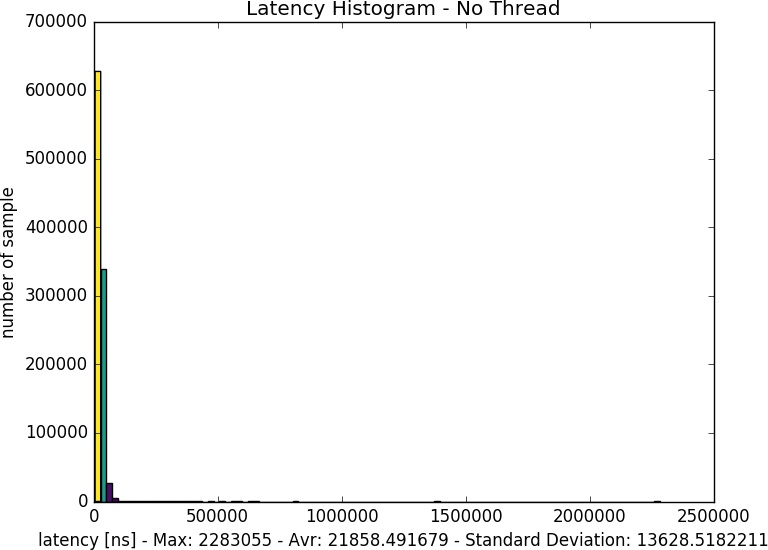 Latency Histogram - No Thread
700000
600000
500000
400000
300000
200000
100000
0
number of sample
0 500000 1000000 1500000 2000000 2500000
latency [ns] - Max: 2283055 - Avr: 21858.491679 - Standard Deviation: 13628.5182211